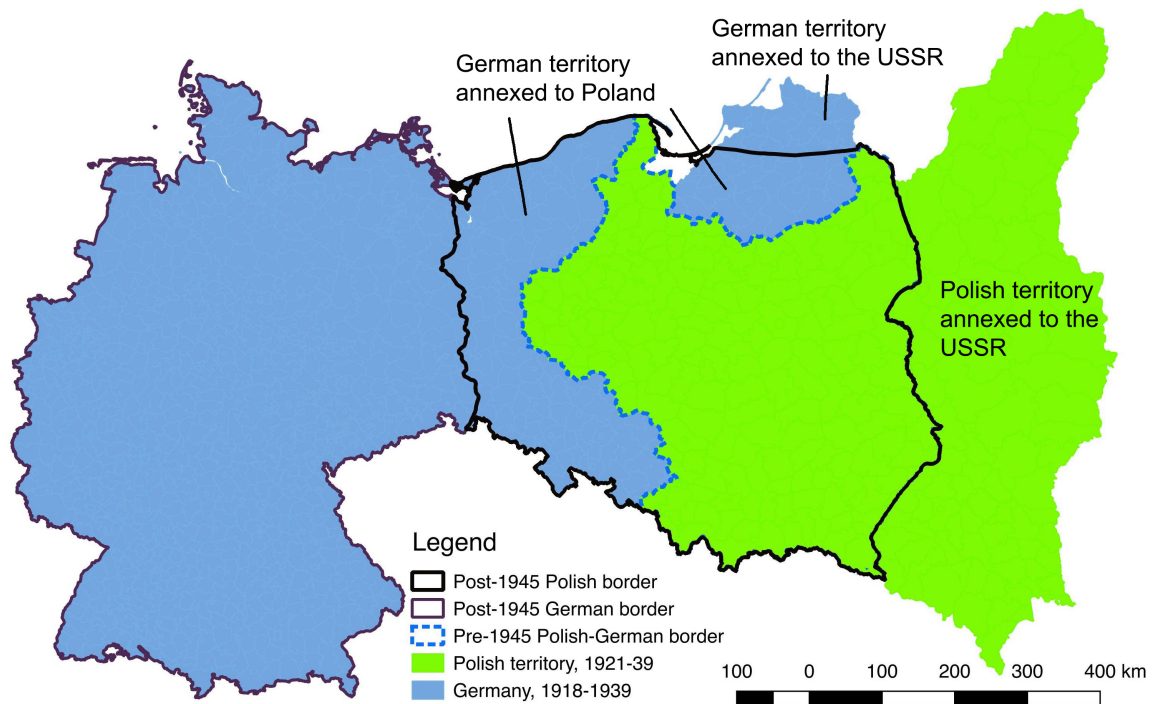 German territory
annexed to the USSR
German territory
annexed to Poland
Polish territory
annexed to the
USSR
Legend
Post-1945 Polish border
Post-1945 German border
Pre-1945 Polish-German border
Polish territory, 1921-39
Germany, 1918-1939
100 0 100 200 300 400 km